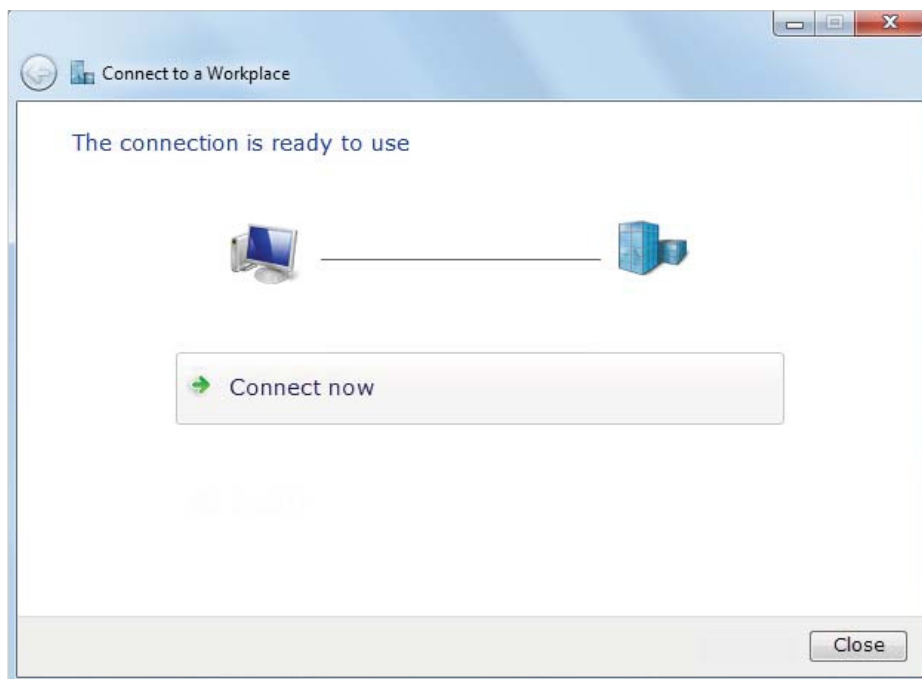 Connect to a Workplace
The connection is ready to use
Connect now
Close